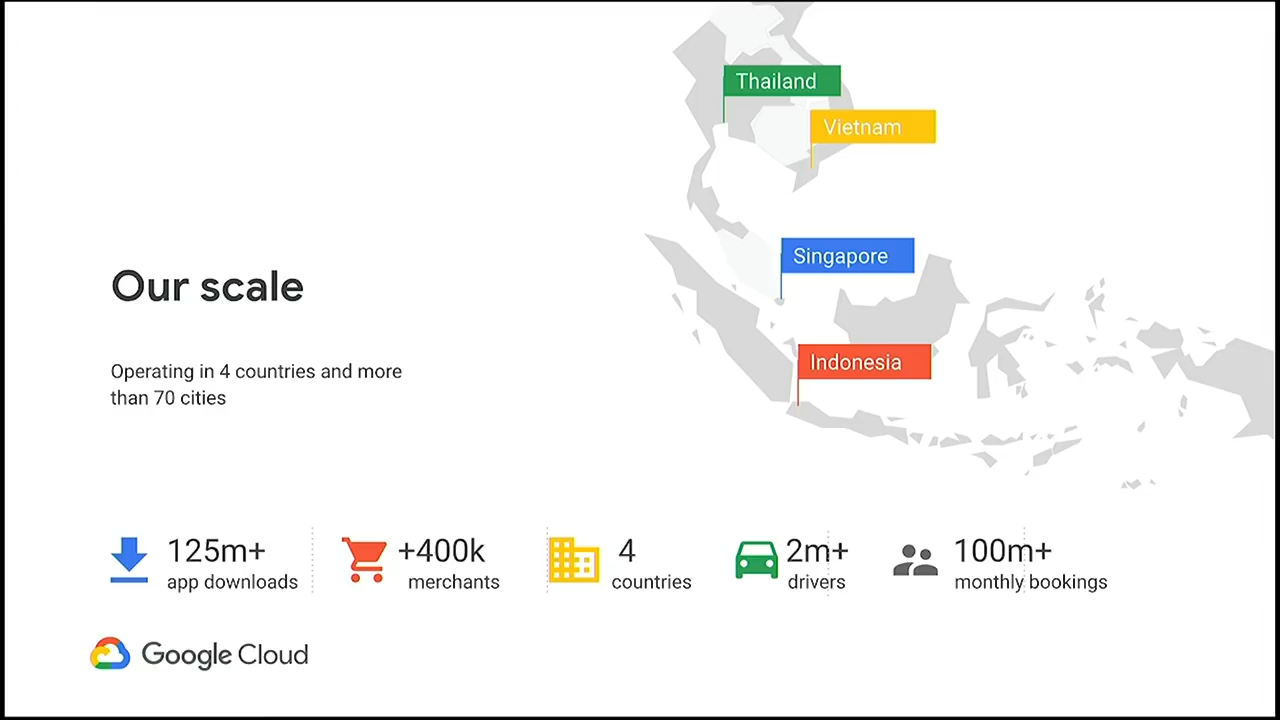 Thailand
Vietnam
Singapore
Indonesia
Our scale
Operating in 4 countries and more
than 70 cities
125m+
app downloads
+400k
merchants
4
countries
2m+
drivers
100m+
monthly bookings
Google Cloud